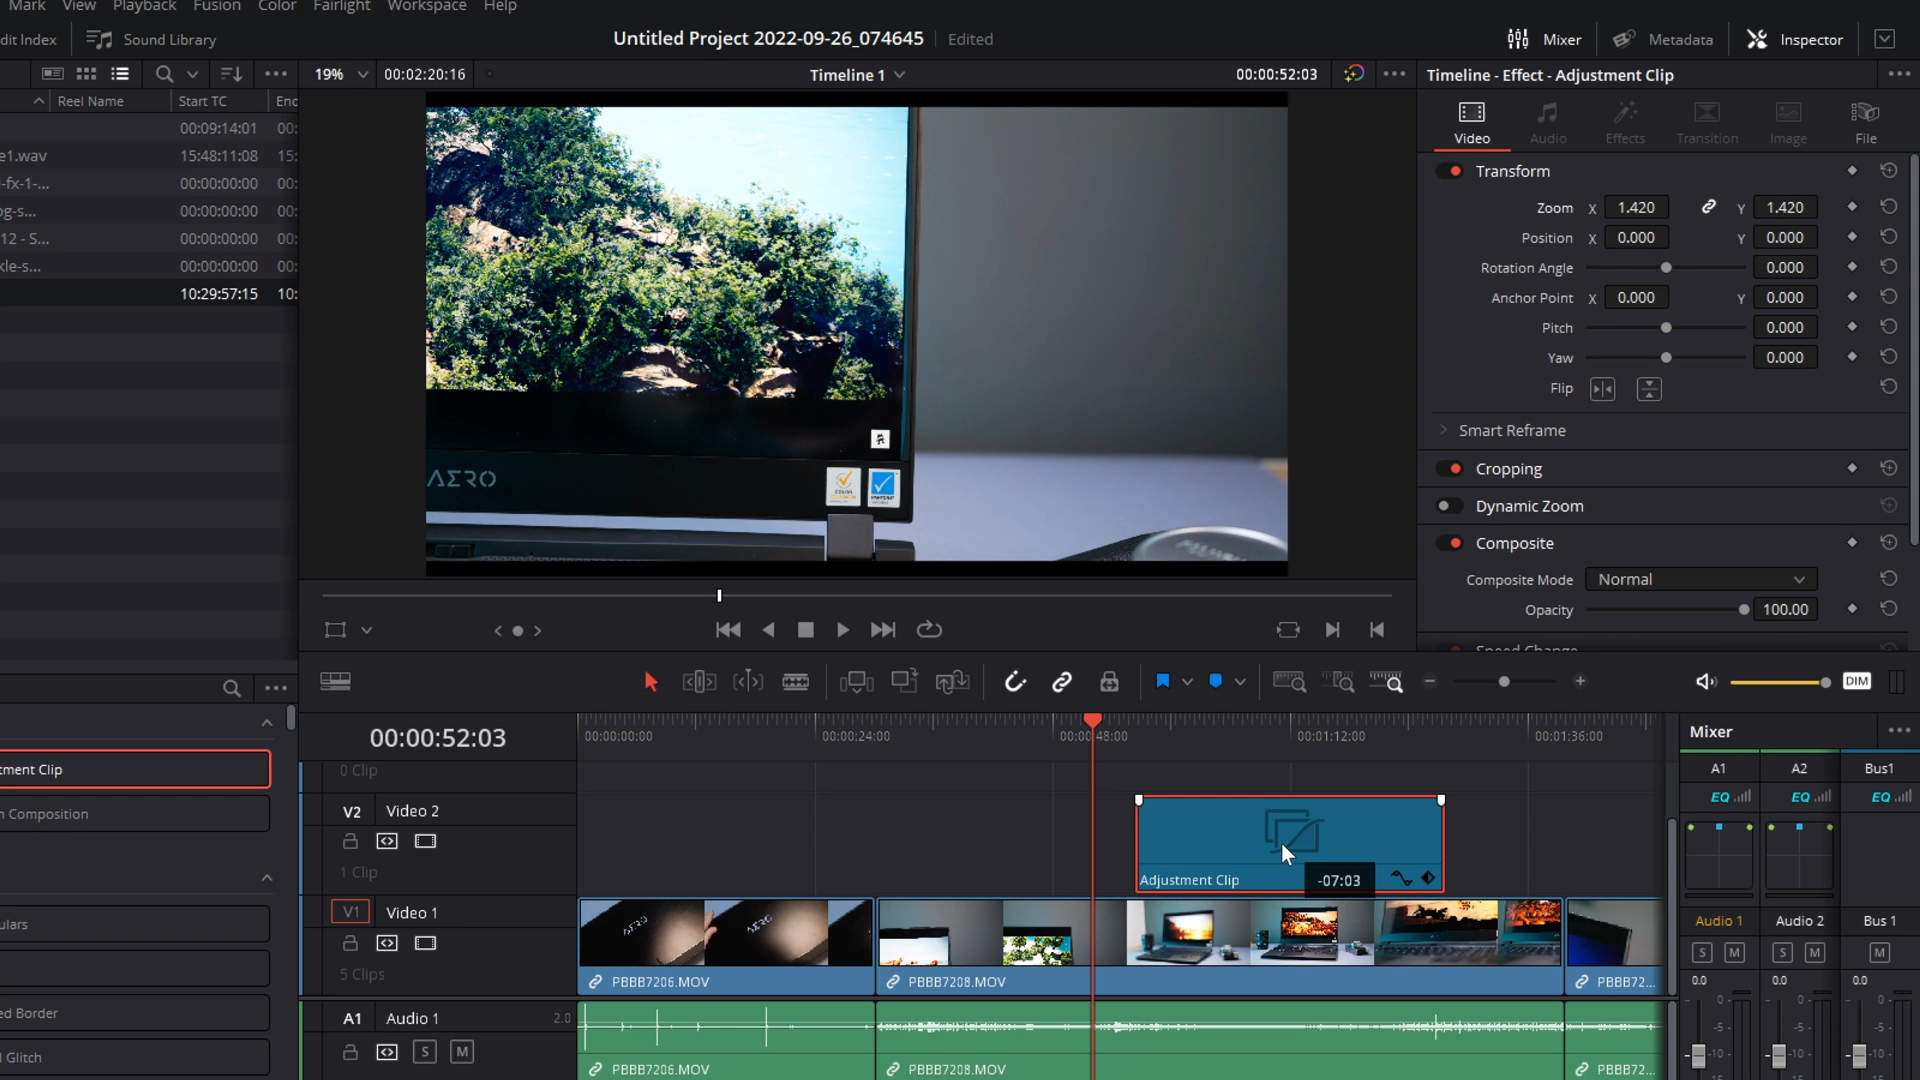 Mark View Playback Fusion Color Fairlight Workspace Help
dit Index Sound Library Untitled Project 2022-09-26_074645 Edited Mixer Metadata Inspector
19% 00:02:20:16 Timeline 1 00:00:52:03 Timeline - Effect - Adjustment Clip
Reel Name Start TC Enc
Video Audio Effects Transition Image File
00:09:14:01 00:
e1.wav 15:48:11:08 15:
l-fx-1-... 00:00:00:00 00:
og-s... 00:00:00:00 00:
12 - S... 00:00:00:00 00:
kle-s... 00:00:00:00 00:
10:29:57:15 10:
Transform
Zoom X 1.420 Y 1.420
Position X 0.000 Y 0.000
Rotation Angle 0.000
Anchor Point X 0.000 Y 0.000
Pitch 0.000
Yaw 0.000
Flip
Smart Reframe
Cropping
Dynamic Zoom
Composite
Composite Mode Normal
Opacity 100.00
Speed Change
AERO
DIM
00:00:52:03
00:00:00:00 00:00:24:00 00:00:48:00 00:01:12:00 00:01:36:00
tment Clip
n Composition
ulars
ed Border
l Glitch
0 Clip
V2 Video 2
1 Clip
Adjustment Clip -07:03
V1 Video 1
5 Clips
PBBB7206.MOV PBBB7208.MOV PBBB72...
A1 Audio 1 2.0
S M
PBBB7206.MOV PBBB7208.MOV PBBB72...
Mixer
A1 A2 Bus1
EQ EQ EQ
Audio 1 Audio 2 Bus 1
S M S M M
0.0 0.0 0.0
0 0 0
-5 -5 -5
-10 -10 -10